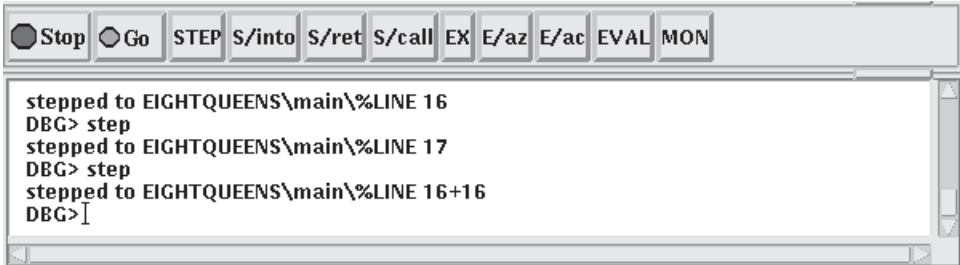 Stop Go STEP S/into S/ret S/call EX E/az E/ac EVAL MON
stepped to EIGHTQUEENS\main\%LINE 16
DBG> step
stepped to EIGHTQUEENS\main\%LINE 17
DBG> step
stepped to EIGHTQUEENS\main\%LINE 16+16
DBG>